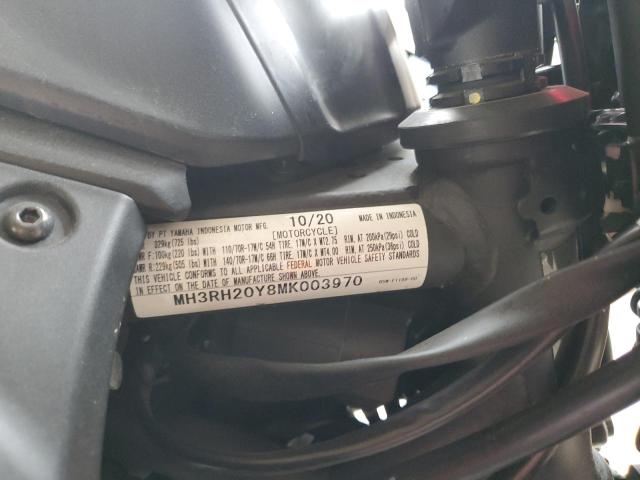 BY PT YAMAHA INDONESIA MOTOR MFG. 10/20 MADE IN INDONESIA
029kg (725 lbs) [MOTORCYCLE]
F:100kg (220 lbs) WITH 110/70R-17M/C 54H TIRE, 17M/C X MT2.75 RIM, AT 200kPa(29psi) COLD
AWR R:229kg(505 lbs) WITH 140/70R-17M/C 66H TIRE, 17M/C X MT4.00 RIM, AT 250kPa(36psi) COLD
THIS VEHICLE CONFORMS TO ALL APPLICABLE FEDERAL MOTOR VEHICLE SAFETY STANDARDS
IN EFFECT ON THE DATE OF MANUFACTURE SHOWN ABOVE.
MH3RH20Y8MK003970